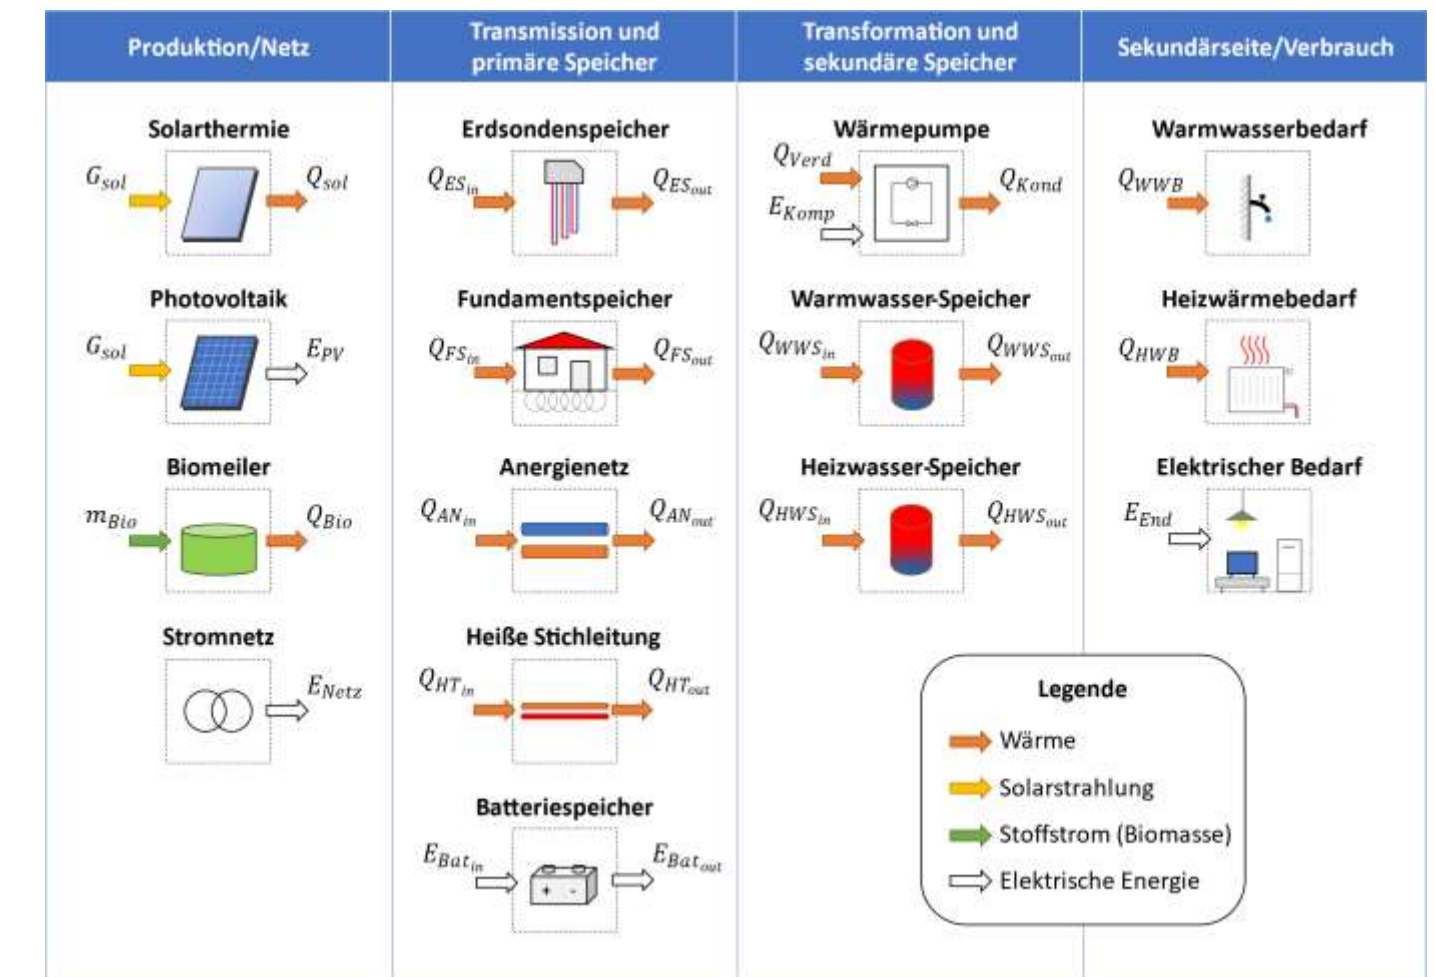 Produktion/Netz
Transmission und
primäre Speicher
Transformation und
sekundäre Speicher
Sekundärseite/Verbrauch
Solarthermie
G_sol
Q_sol
Photovoltaik
G_sol
E_PV
Biomeiler
m_Bio
Q_Bio
Stromnetz
E_Netz
Erdsondenspeicher
Q_ES_in
Q_ES_out
Fundamentspeicher
Q_FS_in
Q_FS_out
Anergienetz
Q_AN_in
Q_AN_out
Heiße Stichleitung
Q_HT_in
Q_HT_out
Batteriespeicher
E_Bat_in
E_Bat_out
+ -
Wärmepumpe
Q_Verd
E_Komp
Q_Kond
Warmwasser-Speicher
Q_WWS_in
Q_WWS_out
Heizwasser-Speicher
Q_HWS_in
Q_HWS_out
Warmwasserbedarf
Q_WWB
Heizwärmebedarf
Q_HWB
Elektrischer Bedarf
E_End
Legende
Wärme
Solarstrahlung
Stoffstrom (Biomasse)
Elektrische Energie